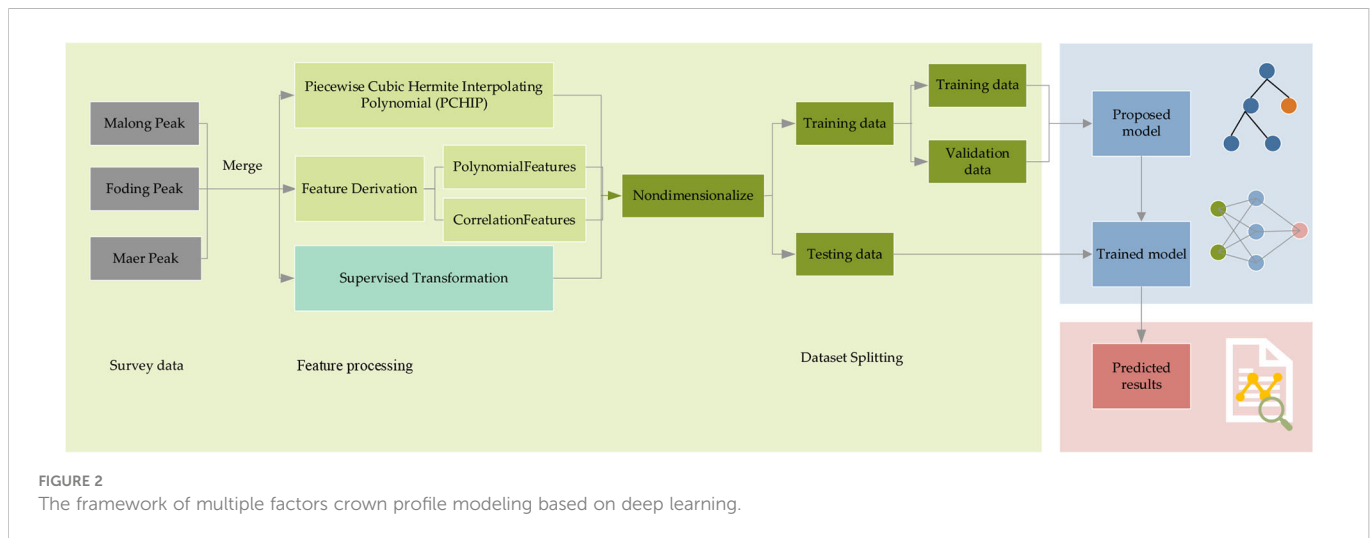 Malong Peak
Foding Peak
Maer Peak
Merge
Survey data
Piecewise Cubic Hermite Interpolating
Polynomial (PCHIP)
Feature Derivation
PolynomialFeatures
CorrelationFeatures
Supervised Transformation
Feature processing
Nondimensionalize
Training data
Testing data
Training data
Validation
data
Dataset Splitting
Proposed
model
Trained model
Predicted
results
FIGURE 2
The framework of multiple factors crown profile modeling based on deep learning.